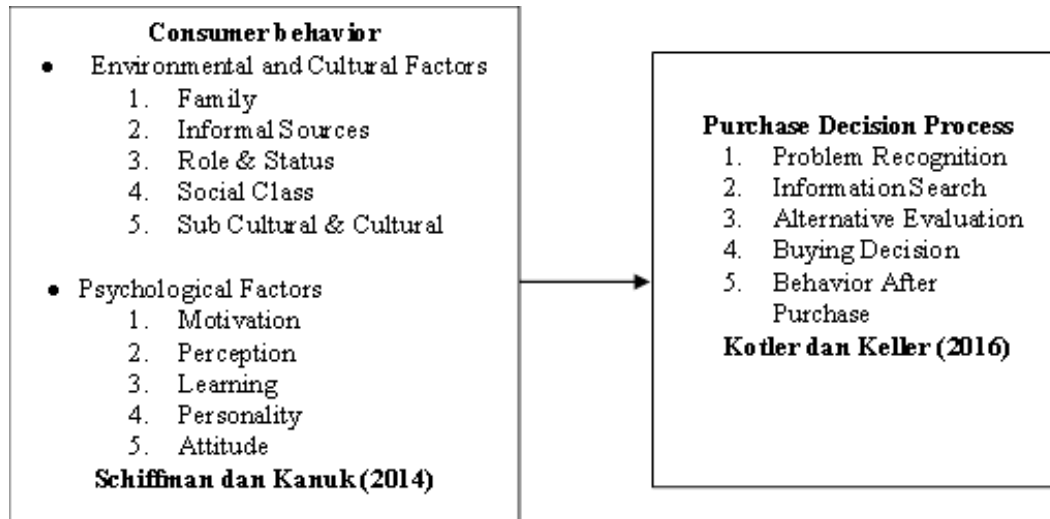 Consumer behavior
• Environmental and Cultural Factors
1. Family
2. Informal Sources
3. Role & Status
4. Social Class
5. Sub Cultural & Cultural
• Psychological Factors
1. Motivation
2. Perception
3. Learning
4. Personality
5. Attitude
Schiffman dan Kanuk (2014)
Purchase Decision Process
1. Problem Recognition
2. Information Search
3. Alternative Evaluation
4. Buying Decision
5. Behavior After
Purchase
Kotler dan Keller (2016)